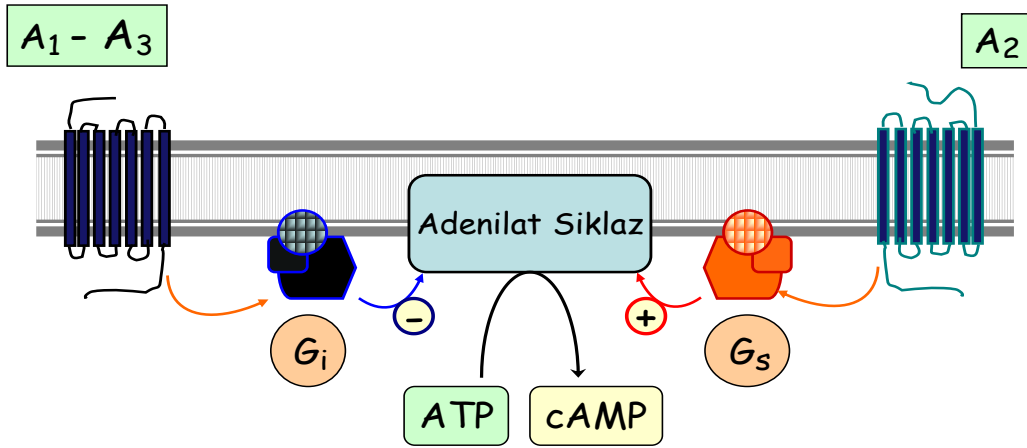 A₁ - A₃
A₂
Adenilat Siklaz
-
+
Gᵢ
Gₛ
ATP
cAMP